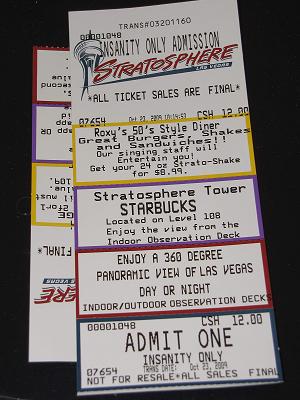 TRANS#03201160
00001048
INSANITY ONLY ADMISSION
STRATOSPHERE
LAS VEGAS
*ALL TICKET SALES ARE FINAL*
07654 Oct 23, 2009 10:14:53 CSH 12.00
Roxy's 50's Style Diner
Great Burgers, Shakes
and Sandwiches!!
Our singing staff will
Entertain you!
Get your 24 oz Strato-Shake
for $8.99.
Stratosphere Tower
STARBUCKS
Located on Level 108
Enjoy the view from the
Indoor Observation Deck
ENJOY A 360 DEGREE
PANORAMIC VIEW OF LAS VEGAS
DAY OR NIGHT
INDOOR/OUTDOOR OBSERVATION DECKS
00001048 CSH 12.00
ADMIT ONE
INSANITY ONLY
07654 TRANS DATE: Oct 23, 2009
NOT FOR RESALE*ALL SALES FINAL
FINAL*